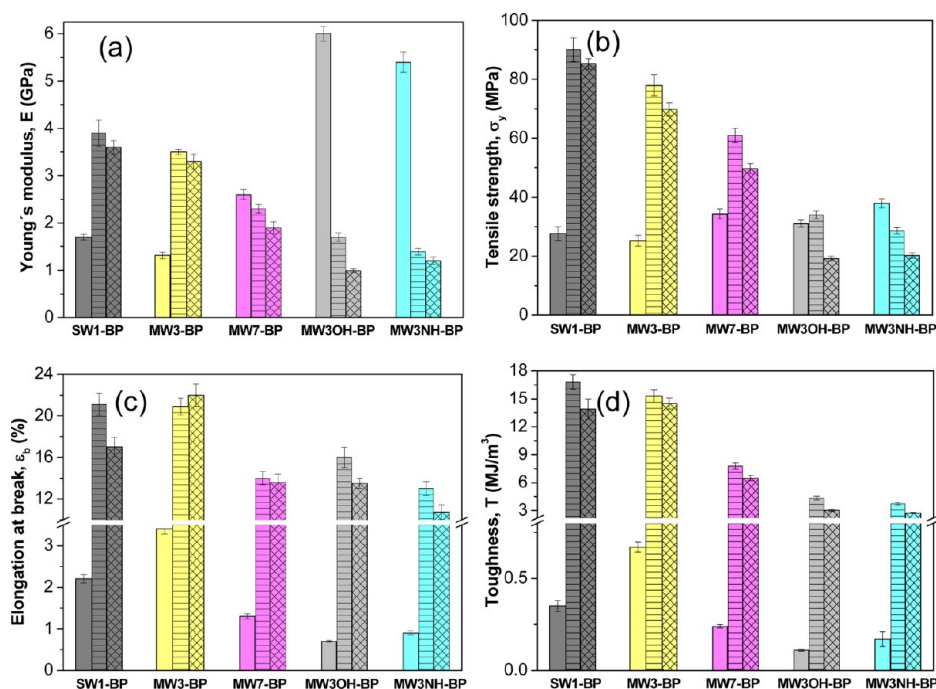 (a)
Young´s modulus, E (GPa)
6
5
4
3
2
1
0
SW1-BP MW3-BP MW7-BP MW3OH-BP MW3NH-BP
(b)
Tensile strength, σy (MPa)
100
80
60
40
20
0
SW1-BP MW3-BP MW7-BP MW3OH-BP MW3NH-BP
(c)
Elongation at break, εb (%)
24
20
16
12
3
2
1
0
SW1-BP MW3-BP MW7-BP MW3OH-BP MW3NH-BP
(d)
Toughness, T (MJ/m³)
18
15
12
9
6
3
0.5
0.0
SW1-BP MW3-BP MW7-BP MW3OH-BP MW3NH-BP